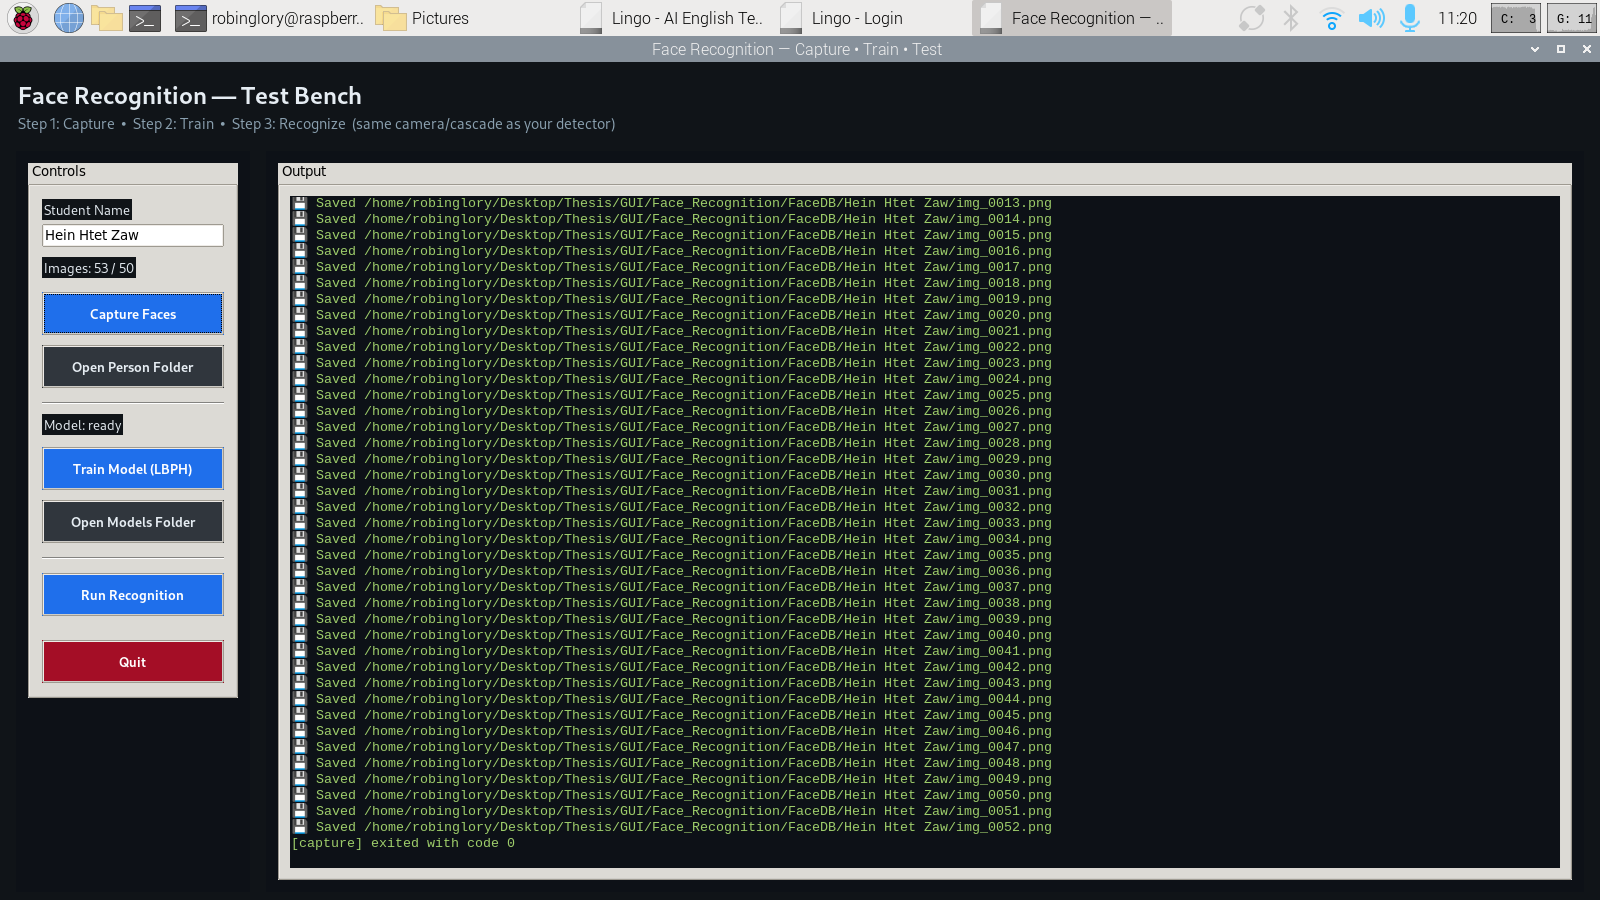 robinglory@raspberr..
Pictures
Lingo - AI English Te..
Lingo - Login
Face Recognition — ..
11:20
C: 3
G: 11
Face Recognition — Capture • Train • Test
Face Recognition — Test Bench
Step 1: Capture • Step 2: Train • Step 3: Recognize (same camera/cascade as your detector)
Controls
Student Name
Hein Htet Zaw
Images: 53 / 50
Capture Faces
Open Person Folder
Model: ready
Train Model (LBPH)
Open Models Folder
Run Recognition
Quit
Output
Saved /home/robinglory/Desktop/Thesis/GUI/Face_Recognition/FaceDB/Hein Htet Zaw/img_0013.png
Saved /home/robinglory/Desktop/Thesis/GUI/Face_Recognition/FaceDB/Hein Htet Zaw/img_0014.png
Saved /home/robinglory/Desktop/Thesis/GUI/Face_Recognition/FaceDB/Hein Htet Zaw/img_0015.png
Saved /home/robinglory/Desktop/Thesis/GUI/Face_Recognition/FaceDB/Hein Htet Zaw/img_0016.png
Saved /home/robinglory/Desktop/Thesis/GUI/Face_Recognition/FaceDB/Hein Htet Zaw/img_0017.png
Saved /home/robinglory/Desktop/Thesis/GUI/Face_Recognition/FaceDB/Hein Htet Zaw/img_0018.png
Saved /home/robinglory/Desktop/Thesis/GUI/Face_Recognition/FaceDB/Hein Htet Zaw/img_0019.png
Saved /home/robinglory/Desktop/Thesis/GUI/Face_Recognition/FaceDB/Hein Htet Zaw/img_0020.png
Saved /home/robinglory/Desktop/Thesis/GUI/Face_Recognition/FaceDB/Hein Htet Zaw/img_0021.png
Saved /home/robinglory/Desktop/Thesis/GUI/Face_Recognition/FaceDB/Hein Htet Zaw/img_0022.png
Saved /home/robinglory/Desktop/Thesis/GUI/Face_Recognition/FaceDB/Hein Htet Zaw/img_0023.png
Saved /home/robinglory/Desktop/Thesis/GUI/Face_Recognition/FaceDB/Hein Htet Zaw/img_0024.png
Saved /home/robinglory/Desktop/Thesis/GUI/Face_Recognition/FaceDB/Hein Htet Zaw/img_0025.png
Saved /home/robinglory/Desktop/Thesis/GUI/Face_Recognition/FaceDB/Hein Htet Zaw/img_0026.png
Saved /home/robinglory/Desktop/Thesis/GUI/Face_Recognition/FaceDB/Hein Htet Zaw/img_0027.png
Saved /home/robinglory/Desktop/Thesis/GUI/Face_Recognition/FaceDB/Hein Htet Zaw/img_0028.png
Saved /home/robinglory/Desktop/Thesis/GUI/Face_Recognition/FaceDB/Hein Htet Zaw/img_0029.png
Saved /home/robinglory/Desktop/Thesis/GUI/Face_Recognition/FaceDB/Hein Htet Zaw/img_0030.png
Saved /home/robinglory/Desktop/Thesis/GUI/Face_Recognition/FaceDB/Hein Htet Zaw/img_0031.png
Saved /home/robinglory/Desktop/Thesis/GUI/Face_Recognition/FaceDB/Hein Htet Zaw/img_0032.png
Saved /home/robinglory/Desktop/Thesis/GUI/Face_Recognition/FaceDB/Hein Htet Zaw/img_0033.png
Saved /home/robinglory/Desktop/Thesis/GUI/Face_Recognition/FaceDB/Hein Htet Zaw/img_0034.png
Saved /home/robinglory/Desktop/Thesis/GUI/Face_Recognition/FaceDB/Hein Htet Zaw/img_0035.png
Saved /home/robinglory/Desktop/Thesis/GUI/Face_Recognition/FaceDB/Hein Htet Zaw/img_0036.png
Saved /home/robinglory/Desktop/Thesis/GUI/Face_Recognition/FaceDB/Hein Htet Zaw/img_0037.png
Saved /home/robinglory/Desktop/Thesis/GUI/Face_Recognition/FaceDB/Hein Htet Zaw/img_0038.png
Saved /home/robinglory/Desktop/Thesis/GUI/Face_Recognition/FaceDB/Hein Htet Zaw/img_0039.png
Saved /home/robinglory/Desktop/Thesis/GUI/Face_Recognition/FaceDB/Hein Htet Zaw/img_0040.png
Saved /home/robinglory/Desktop/Thesis/GUI/Face_Recognition/FaceDB/Hein Htet Zaw/img_0041.png
Saved /home/robinglory/Desktop/Thesis/GUI/Face_Recognition/FaceDB/Hein Htet Zaw/img_0042.png
Saved /home/robinglory/Desktop/Thesis/GUI/Face_Recognition/FaceDB/Hein Htet Zaw/img_0043.png
Saved /home/robinglory/Desktop/Thesis/GUI/Face_Recognition/FaceDB/Hein Htet Zaw/img_0044.png
Saved /home/robinglory/Desktop/Thesis/GUI/Face_Recognition/FaceDB/Hein Htet Zaw/img_0045.png
Saved /home/robinglory/Desktop/Thesis/GUI/Face_Recognition/FaceDB/Hein Htet Zaw/img_0046.png
Saved /home/robinglory/Desktop/Thesis/GUI/Face_Recognition/FaceDB/Hein Htet Zaw/img_0047.png
Saved /home/robinglory/Desktop/Thesis/GUI/Face_Recognition/FaceDB/Hein Htet Zaw/img_0048.png
Saved /home/robinglory/Desktop/Thesis/GUI/Face_Recognition/FaceDB/Hein Htet Zaw/img_0049.png
Saved /home/robinglory/Desktop/Thesis/GUI/Face_Recognition/FaceDB/Hein Htet Zaw/img_0050.png
Saved /home/robinglory/Desktop/Thesis/GUI/Face_Recognition/FaceDB/Hein Htet Zaw/img_0051.png
Saved /home/robinglory/Desktop/Thesis/GUI/Face_Recognition/FaceDB/Hein Htet Zaw/img_0052.png
[capture] exited with code 0